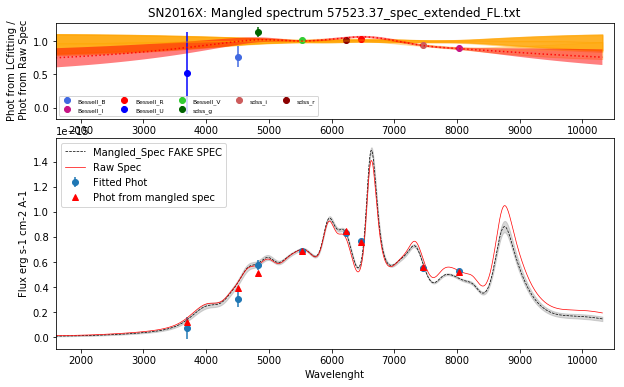 SN2016X: Mangled spectrum 57523.37_spec_extended_FL.txt
Phot from LCfitting /
Phot from Raw Spec
1.0
0.5
0.0
Bessell_B
Bessell_I
Bessell_R
Bessell_U
Bessell_V
sdss_g
sdss_i
sdss_r
2000 3000 4000 5000 6000 7000 8000 9000 10000
Flux erg s-1 cm-2 A-1
1.4
1.2
1.0
0.8
0.6
0.4
0.2
0.0
Mangled_Spec FAKE SPEC
Raw Spec
Fitted Phot
Phot from mangled spec
2000 3000 4000 5000 6000 7000 8000 9000 10000
Wavelenght